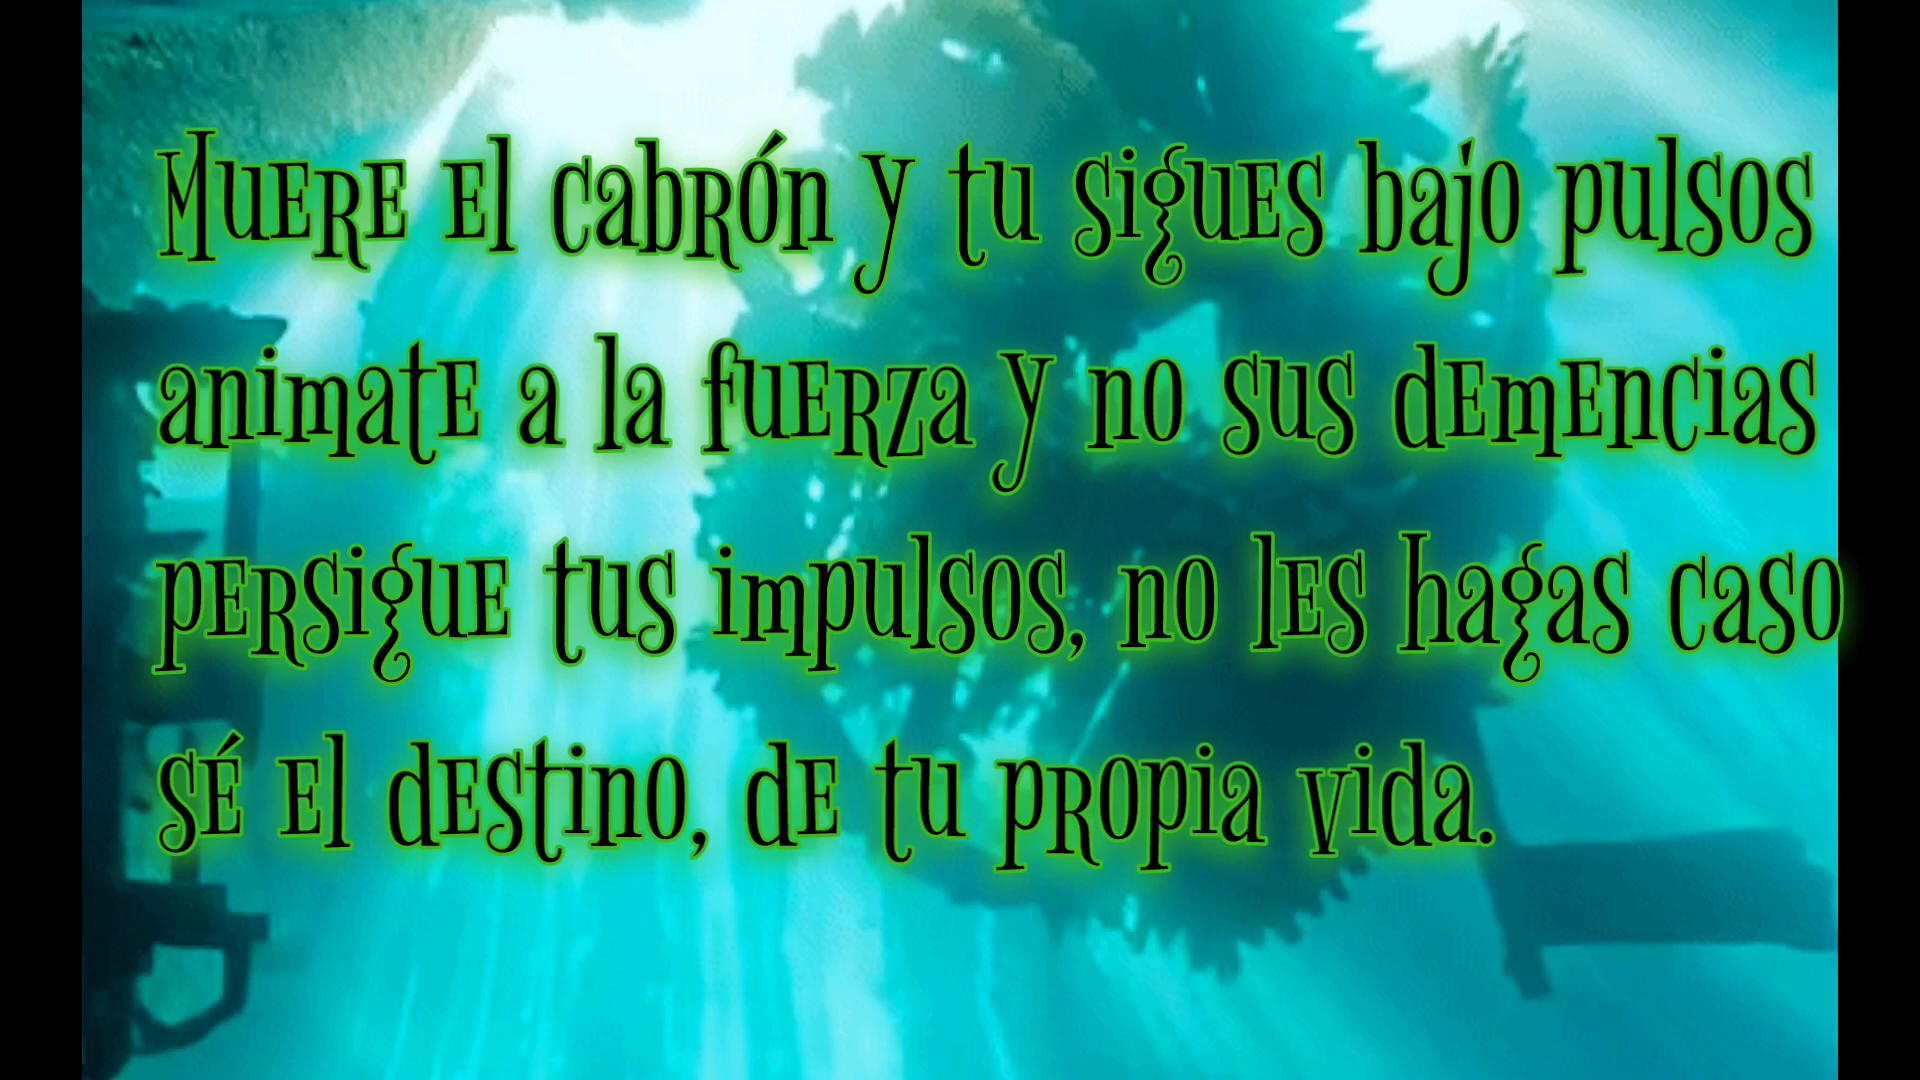 Muere el cabrón y tu sigues bajo pulsos
animate a la fuerza y no sus demencias
persigue tus impulsos, no les hagas caso
sé el destino, de tu propia vida.